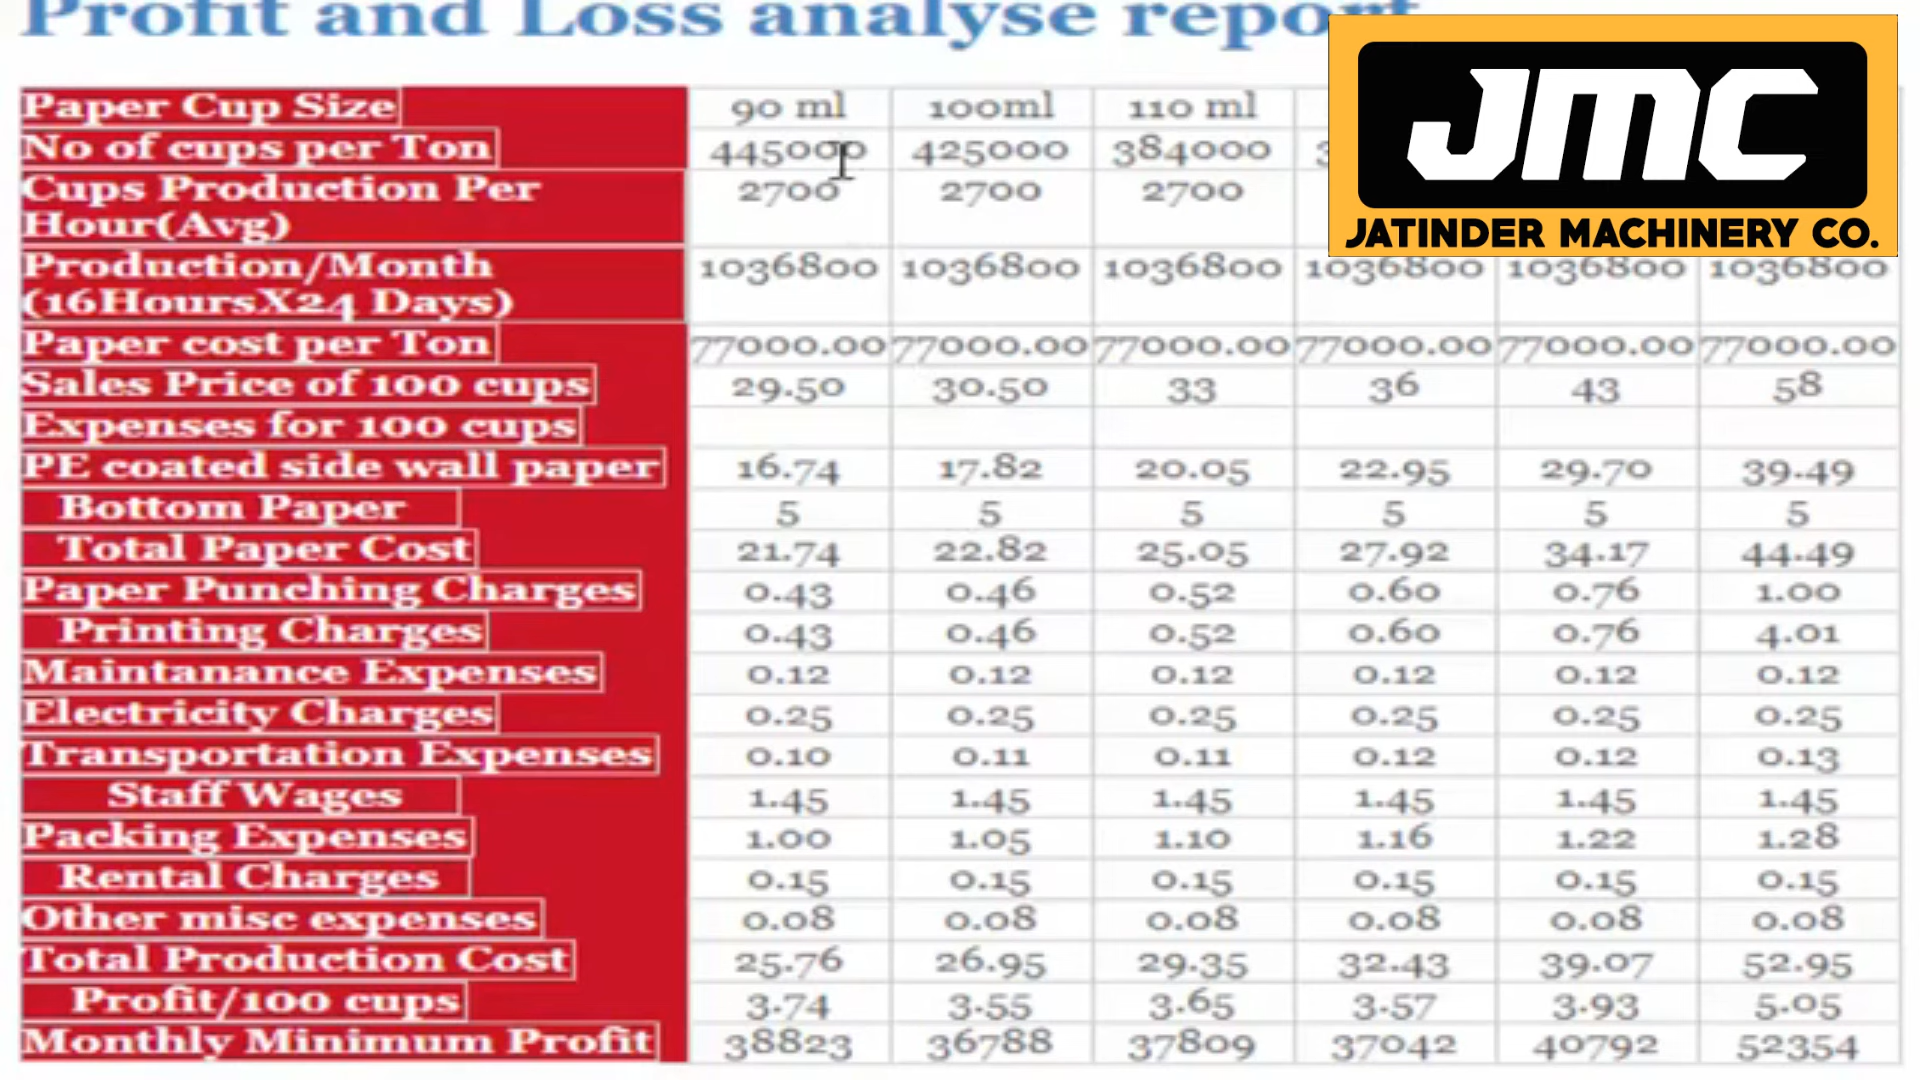 Profit and Loss analyse report
JMC
JATINDER MACHINERY CO.
Paper Cup Size 90 ml 100ml 110 ml
No of cups per Ton 445000 425000 384000
Cups Production Per 2700 2700 2700
Hour(Avg)
Production/Month 1036800 1036800 1036800 1036800 1036800 1036800
(16HoursX24 Days)
Paper cost per Ton 77000.00 77000.00 77000.00 77000.00 77000.00 77000.00
Sales Price of 100 cups 29.50 30.50 33 36 43 58
Expenses for 100 cups
PE coated side wall paper 16.74 17.82 20.05 22.95 29.70 39.49
Bottom Paper 5 5 5 5 5 5
Total Paper Cost 21.74 22.82 25.05 27.92 34.17 44.49
Paper Punching Charges 0.43 0.46 0.52 0.60 0.76 1.00
Printing Charges 0.43 0.46 0.52 0.60 0.76 4.01
Maintanance Expenses 0.12 0.12 0.12 0.12 0.12 0.12
Electricity Charges 0.25 0.25 0.25 0.25 0.25 0.25
Transportation Expenses 0.10 0.11 0.11 0.12 0.12 0.13
Staff Wages 1.45 1.45 1.45 1.45 1.45 1.45
Packing Expenses 1.00 1.05 1.10 1.16 1.22 1.28
Rental Charges 0.15 0.15 0.15 0.15 0.15 0.15
Other misc expenses 0.08 0.08 0.08 0.08 0.08 0.08
Total Production Cost 25.76 26.95 29.35 32.43 39.07 52.95
Profit/100 cups 3.74 3.55 3.65 3.57 3.93 5.05
Monthly Minimum Profit 38823 36788 37809 37042 40792 52354